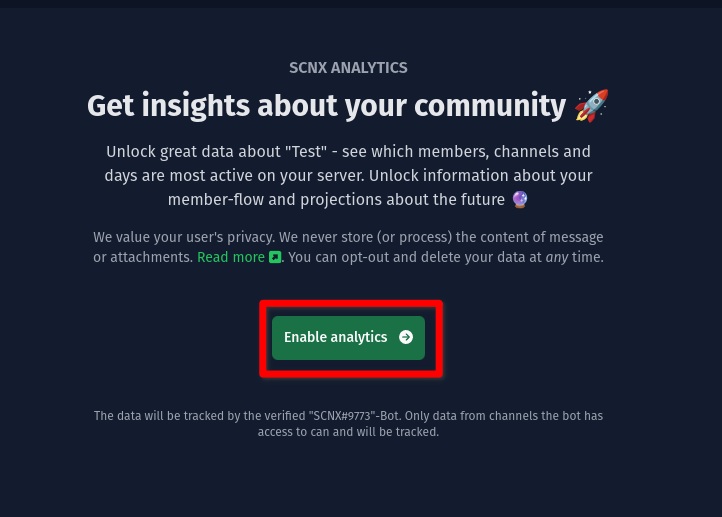 SCNX ANALYTICS
Get insights about your community 🚀
Unlock great data about "Test" - see which members, channels and
days are most active on your server. Unlock information about your
member-flow and projections about the future 🔮
We value your user's privacy. We never store (or process) the content of message
or attachments. Read more. You can opt-out and delete your data at any time.
Enable analytics
The data will be tracked by the verified "SCNX#9773"-Bot. Only data from channels the bot has
access to can and will be tracked.